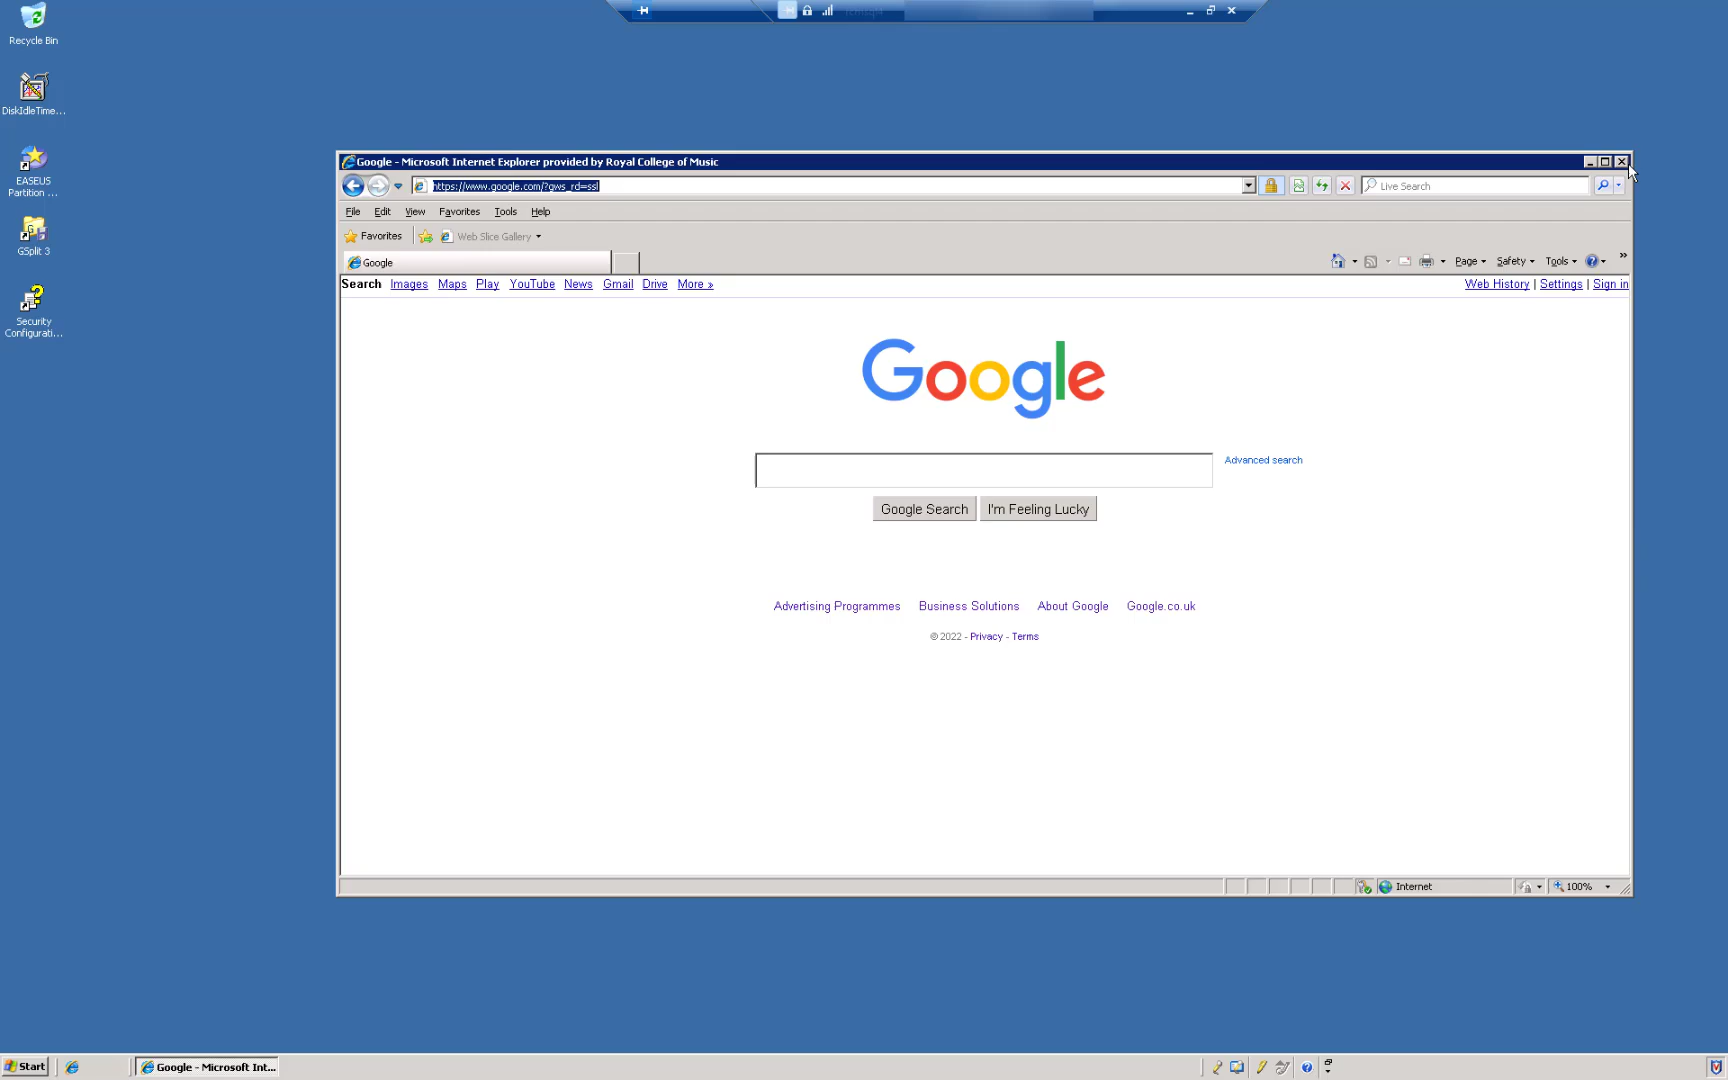 Recycle Bin
DiskIdleTime...
EASEUS
Partition ...
GSplit 3
Security
Configurati...
Google - Microsoft Internet Explorer provided by Royal College of Music
https://www.google.com/?gws_rd=ssl
Live Search
File Edit View Favorites Tools Help
Favorites Web Slice Gallery
Google
Page Safety Tools
Search Images Maps Play YouTube News Gmail Drive More »
Web History | Settings | Sign in
Google
Advanced search
Google Search I'm Feeling Lucky
Advertising Programmes Business Solutions About Google Google.co.uk
© 2022 - Privacy - Terms
Internet 100%
Start Google - Microsoft Int...